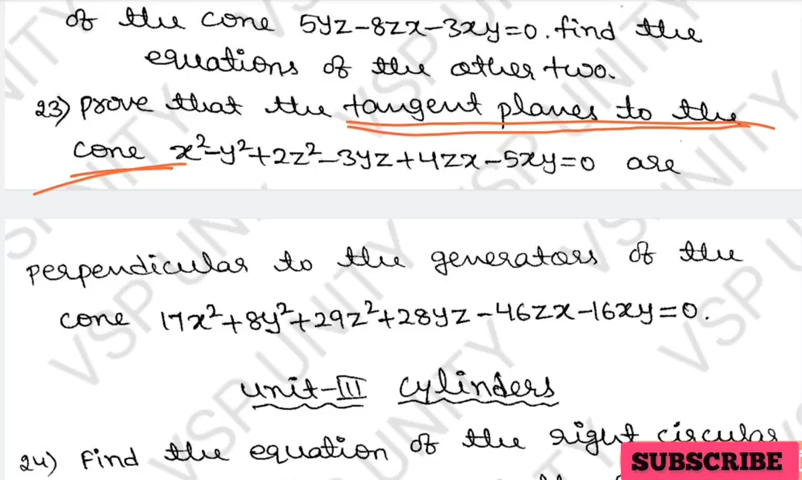 of the cone 5yz-8zx-3xy=0. find the
equations of the other two.
23) prove that the tangent planes to the
cone x²-y²+2z²-3yz+4zx-5xy=0 are
perpendicular to the generators of the
cone 17x²+8y²+29z²+28yz-46zx-16xy=0.
unit-III cylinders
24) Find the equation of the right circular
SUBSCRIBE
VSP UNITY